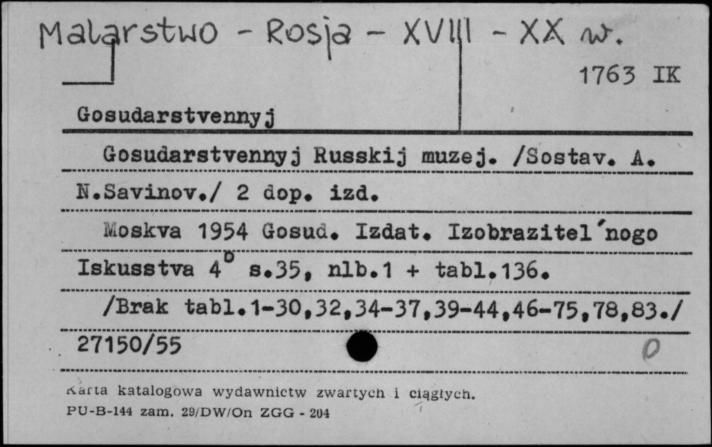 Malarstwo - Rosja - XVIII - XX w.
1763 IK
Gosudarstvennyj
Gosudarstvennyj Russkij muzej. /Sostav. A.
N.Savinov./ 2 dop. izd.
Moskva 1954 Gosud. Izdat. Izobrazitel´nogo
Iskusstva 4° s.35, nlb.1 + tabl.136.
/Brak tabl.1-30,32,34-37,39-44,46-75,78,83./
27150/55
0
Karta katalogowa wydawnictw zwartych i ciągłych.
PU-B-144 zam. 29/DW/On ZGG - 204